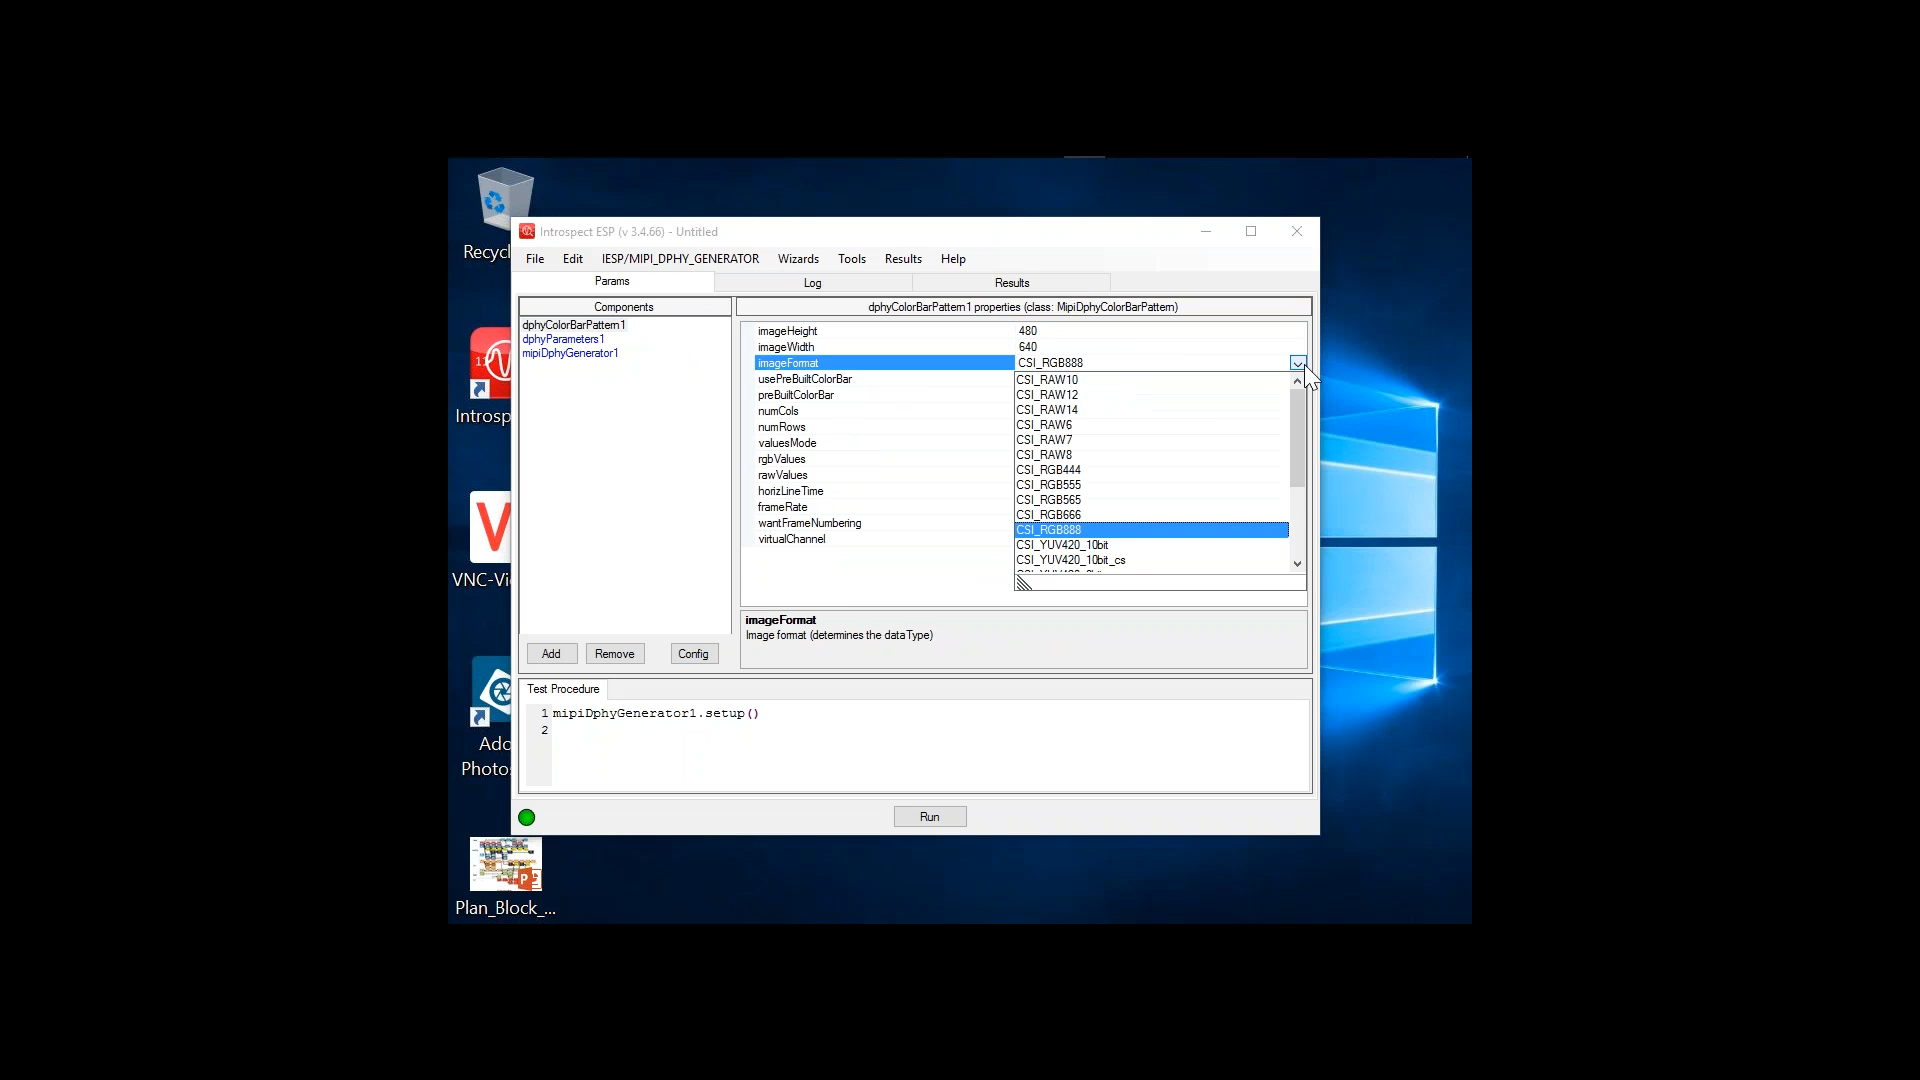 Recycl
Introsp
VNC-Vi
Ado
Photos
Plan_Block_...
Introspect ESP (v 3.4.66) - Untitled
File Edit IESP/MIPI_DPHY_GENERATOR Wizards Tools Results Help
Params Log Results
Components
dphyColorBarPattern1
dphyParameters1
mipiDphyGenerator1
Add Remove Config
dphyColorBarPattern1 properties (class: MipiDphyColorBarPattern)
imageHeight 480
imageWidth 640
imageFormat CSI_RGB888
usePreBuiltColorBar
preBuiltColorBar
numCols
numRows
valuesMode
rgbValues
rawValues
horizLineTime
frameRate
wantFrameNumbering
virtualChannel
CSI_RAW10
CSI_RAW12
CSI_RAW14
CSI_RAW6
CSI_RAW7
CSI_RAW8
CSI_RGB444
CSI_RGB555
CSI_RGB565
CSI_RGB666
CSI_RGB888
CSI_YUV420_10bit
CSI_YUV420_10bit_cs
imageFormat
Image format (determines the dataType)
Test Procedure
1 mipiDphyGenerator1.setup()
2
Run